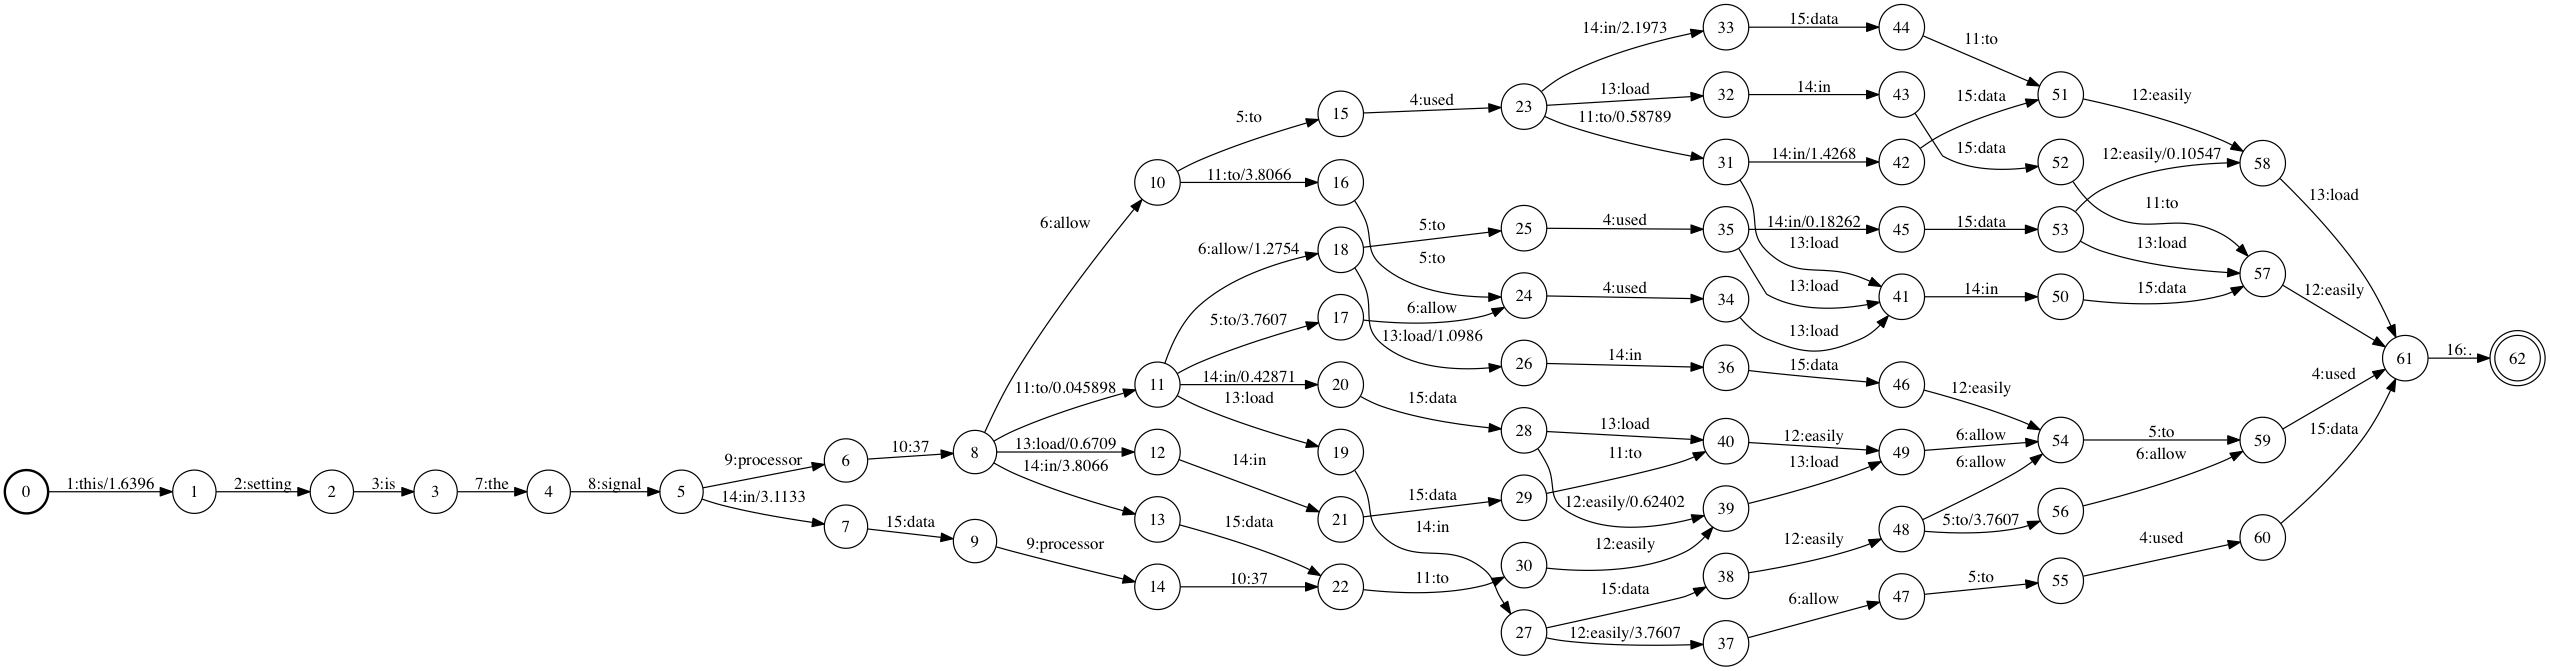 0
1:this/1.6396
1
2:setting
2
3:is
3
7:the
4
8:signal
5
9:processor
14:in/3.1133
6
10:37
7
15:data
8
6:allow
11:to/0.045898
13:load/0.6709
14:in/3.8066
9
9:processor
10
5:to
11:to/3.8066
11
6:allow/1.2754
5:to/3.7607
14:in/0.42871
13:load
12
14:in
13
15:data
14
10:37
15
4:used
16
5:to
18
5:to
13:load/1.0986
17
6:allow
20
15:data
19
14:in
21
15:data
22
11:to
23
14:in/2.1973
13:load
11:to/0.58789
25
4:used
24
4:used
26
14:in
28
13:load
12:easily/0.62402
29
11:to
30
12:easily
27
15:data
12:easily/3.7607
33
15:data
32
14:in
31
14:in/1.4268
13:load
35
14:in/0.18262
13:load
34
13:load
36
15:data
40
12:easily
39
13:load
38
12:easily
37
6:allow
44
11:to
43
15:data
42
15:data
45
15:data
41
14:in
46
12:easily
49
6:allow
48
6:allow
5:to/3.7607
47
5:to
51
12:easily
52
11:to
53
12:easily/0.10547
13:load
50
15:data
54
5:to
56
6:allow
55
4:used
58
13:load
57
12:easily
59
4:used
60
15:data
61
16:.
62